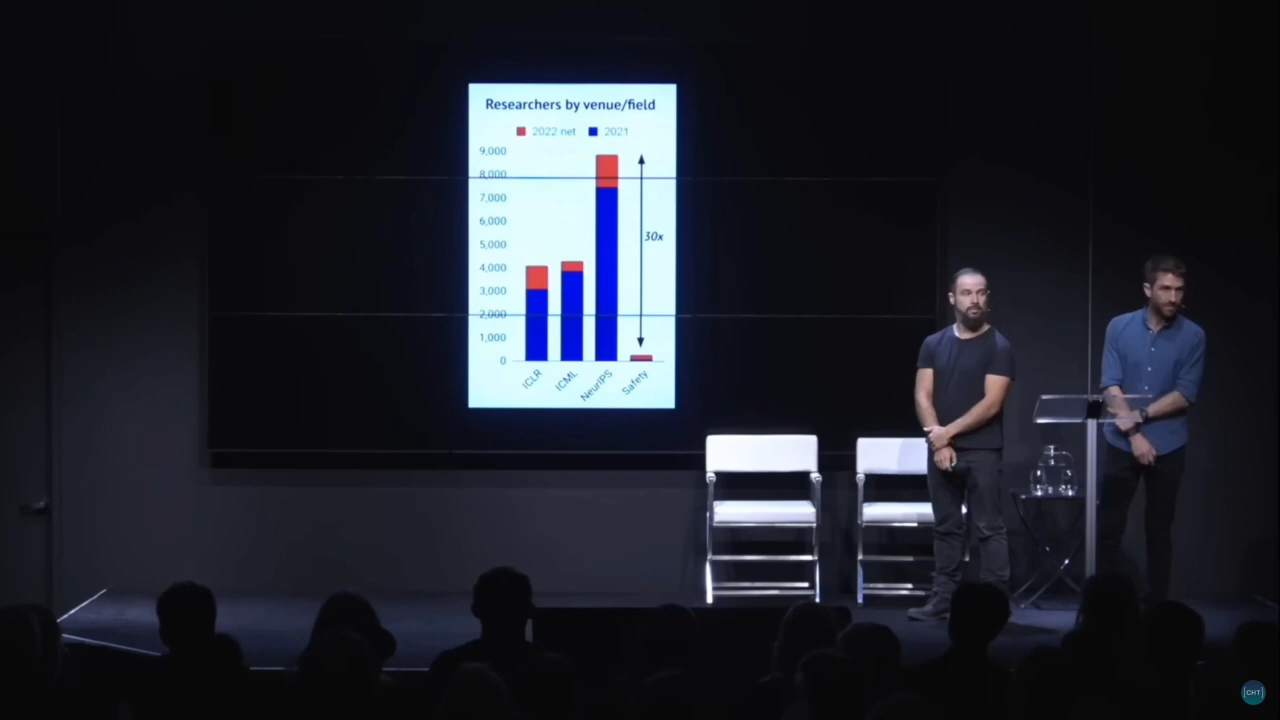 Researchers by venue/field
2022 net 2021
9,000
8,000
7,000
6,000
5,000
4,000
3,000
2,000
1,000
0
30x
ICLR
ICML
NeurIPS
Safety
[CHT]